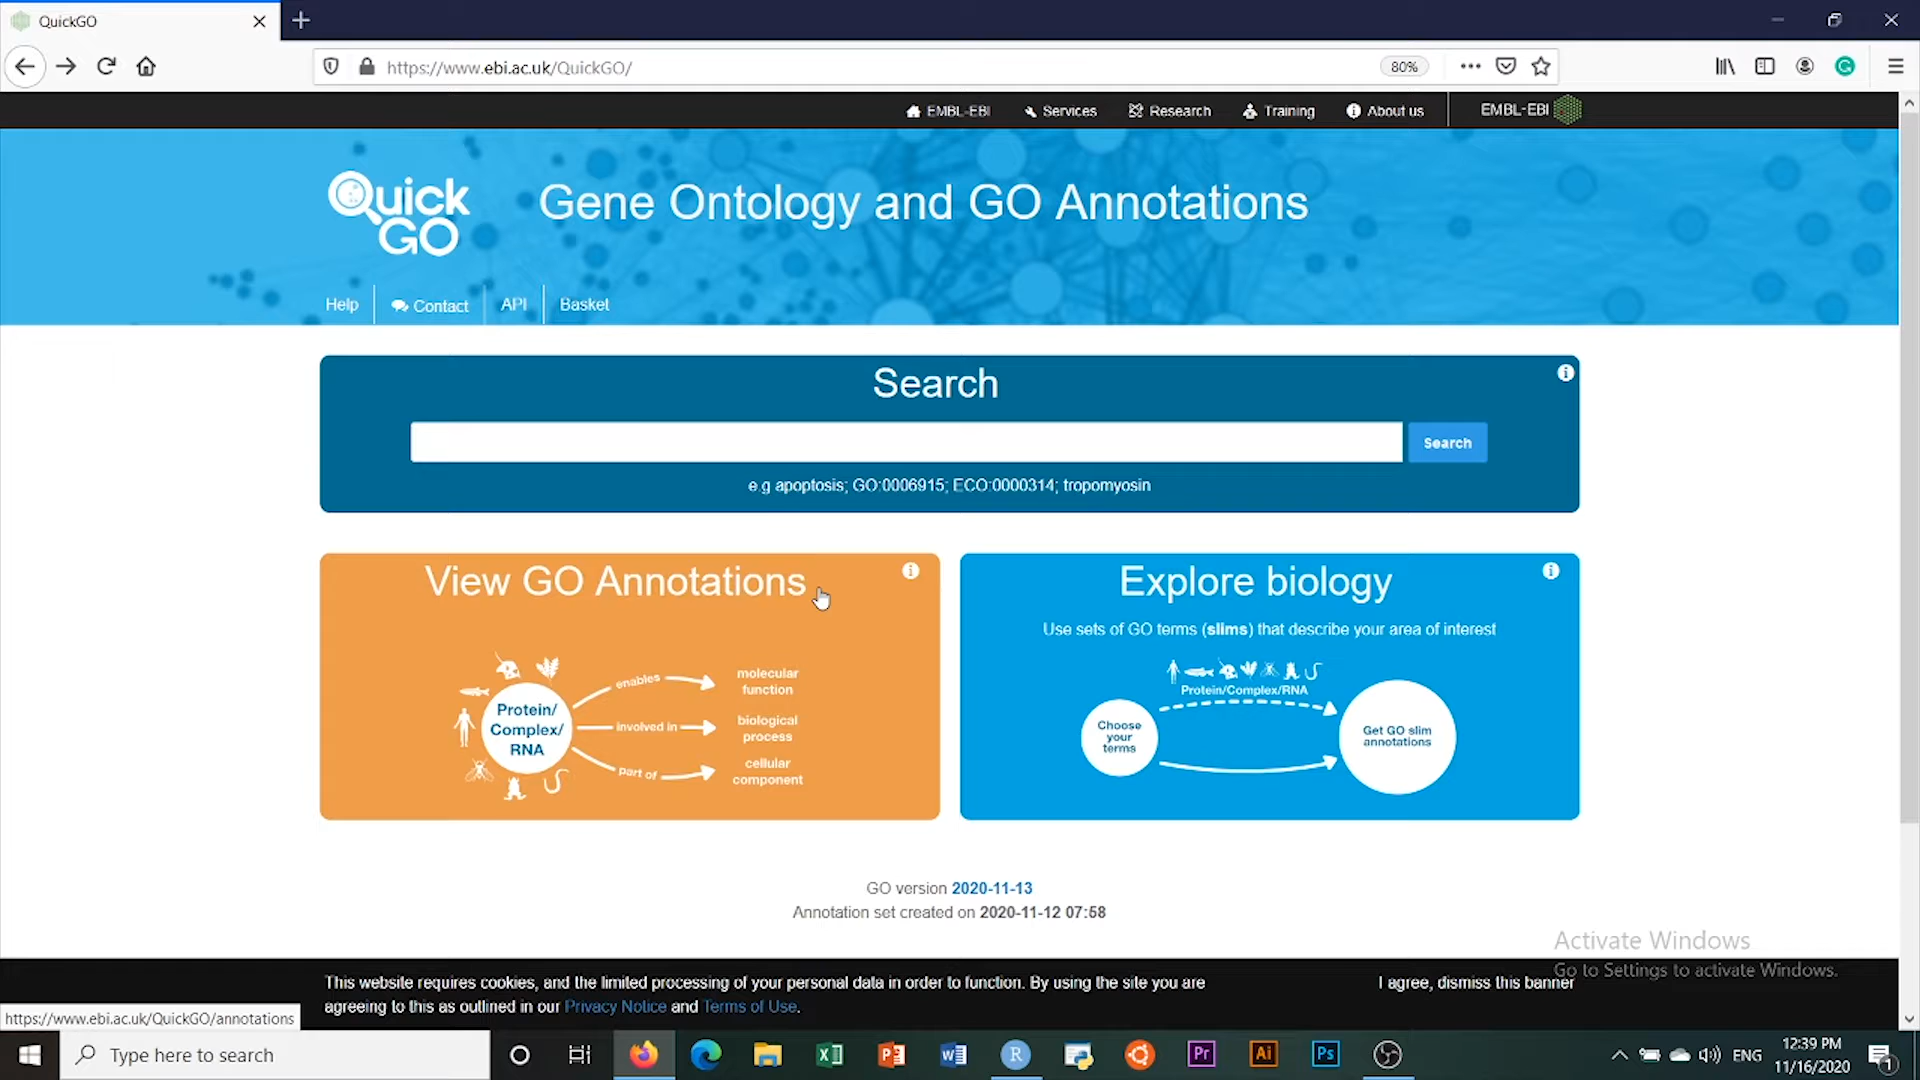 QuickGO
https://www.ebi.ac.uk/QuickGO/
80%
EMBL-EBI
Services
Research
Training
About us
EMBL-EBI
Quick GO
Gene Ontology and GO Annotations
Help
Contact
API
Basket
Search
Search
e.g apoptosis; GO:0006915; ECO:0000314; tropomyosin
View GO Annotations
Protein/
Complex/
RNA
enables
molecular
function
involved in
biological
process
part of
cellular
component
Explore biology
Use sets of GO terms (slims) that describe your area of interest
Protein/Complex/RNA
Choose
your
terms
Get GO slim
annotations
GO version 2020-11-13
Annotation set created on 2020-11-12 07:58
Activate Windows
Go to Settings to activate Windows.
This website requires cookies, and the limited processing of your personal data in order to function. By using the site you are
agreeing to this as outlined in our Privacy Notice and Terms of Use.
I agree, dismiss this banner
https://www.ebi.ac.uk/QuickGO/annotations
Type here to search
R
Pr
Ai
Ps
ENG
12:39 PM
11/16/2020
1